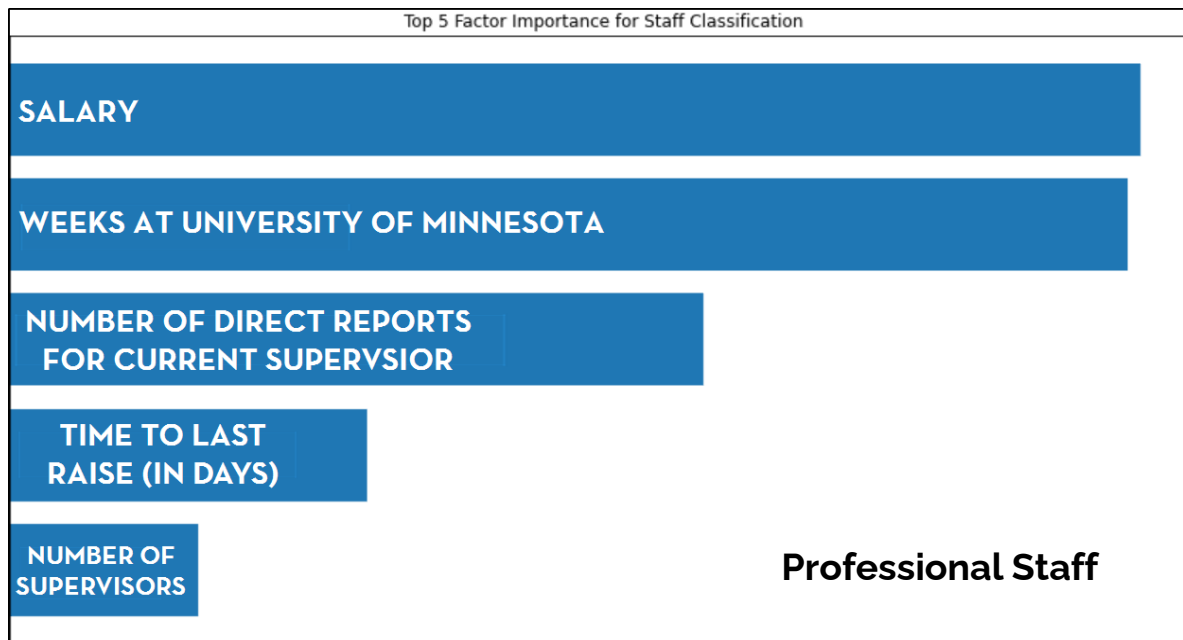 Top 5 Factor Importance for Staff Classification
SALARY
WEEKS AT UNIVERSITY OF MINNESOTA
NUMBER OF DIRECT REPORTS
FOR CURRENT SUPERVSIOR
TIME TO LAST
RAISE (IN DAYS)
NUMBER OF
SUPERVISORS
Professional Staff